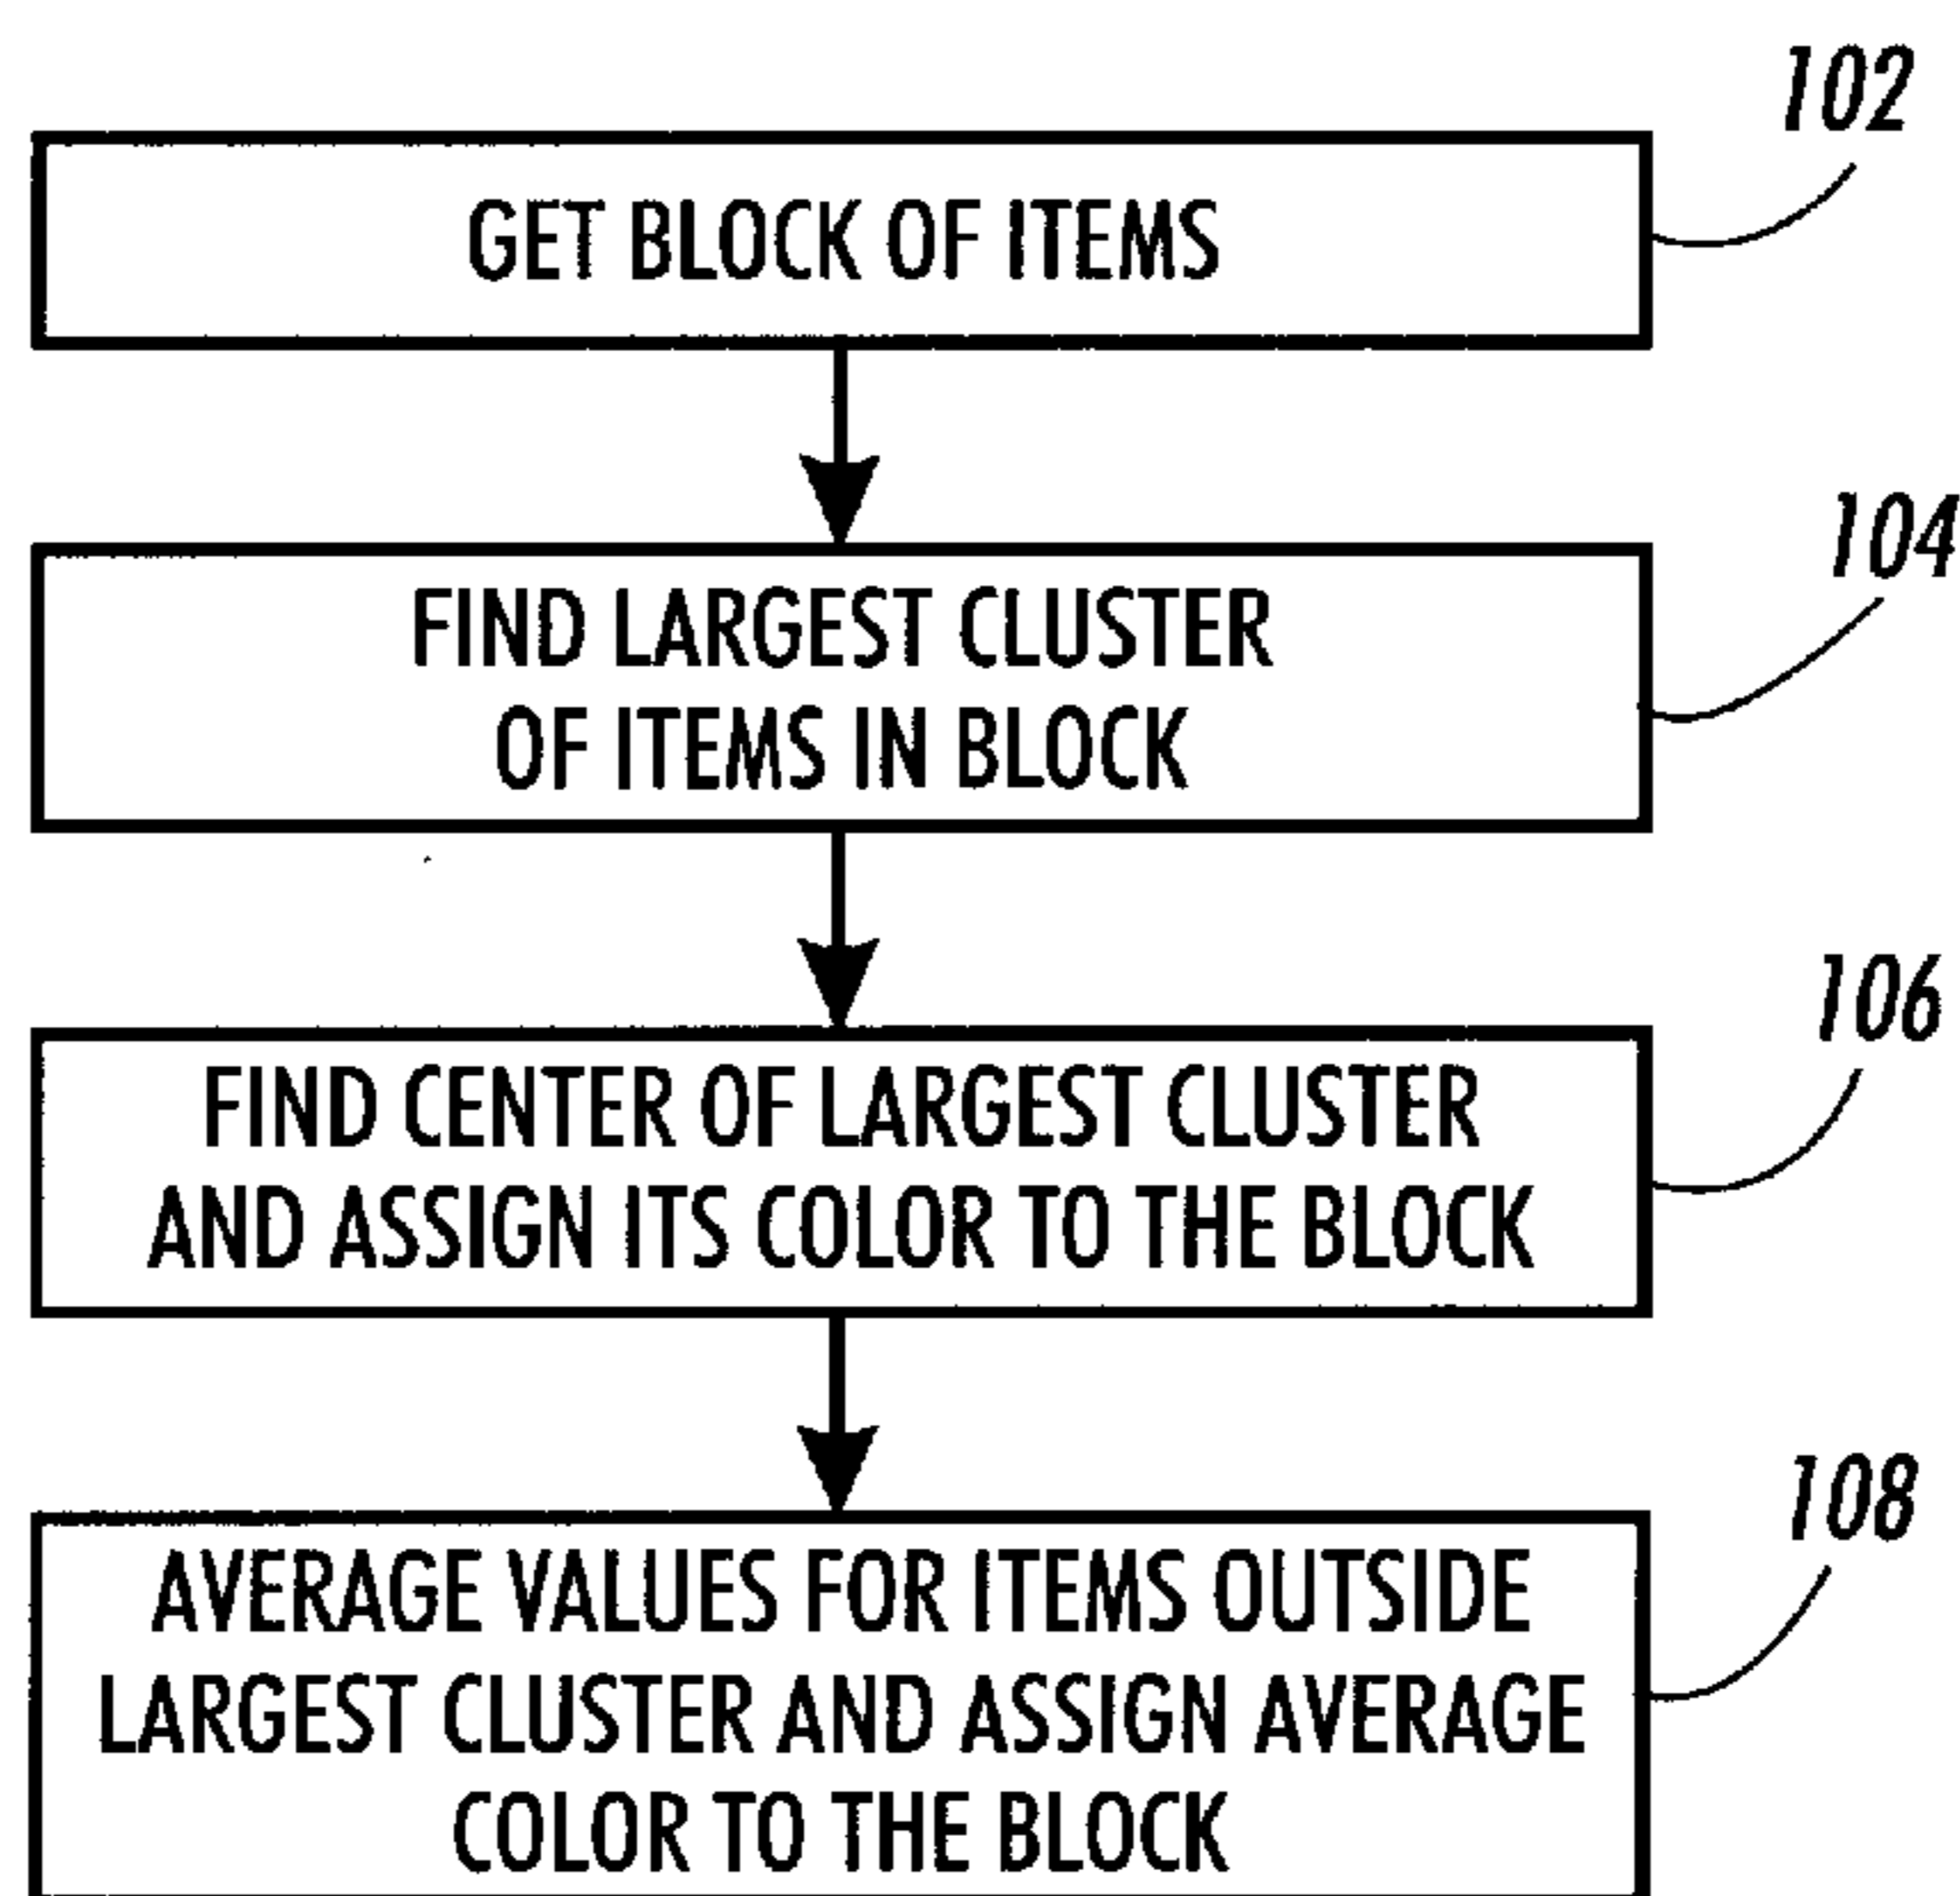 102
GET BLOCK OF ITEMS
104
FIND LARGEST CLUSTER
OF ITEMS IN BLOCK
106
FIND CENTER OF LARGEST CLUSTER
AND ASSIGN ITS COLOR TO THE BLOCK
108
AVERAGE VALUES FOR ITEMS OUTSIDE
LARGEST CLUSTER AND ASSIGN AVERAGE
COLOR TO THE BLOCK